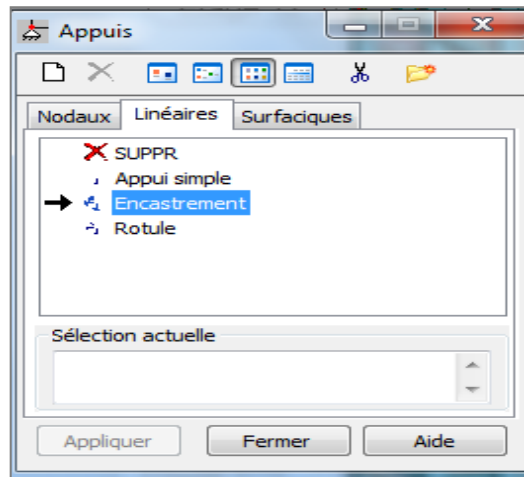 Appuis
Nodaux Linéaires Surfaciques
SUPPR
Appui simple
Encastrement
Rotule
Sélection actuelle
Appliquer Fermer Aide